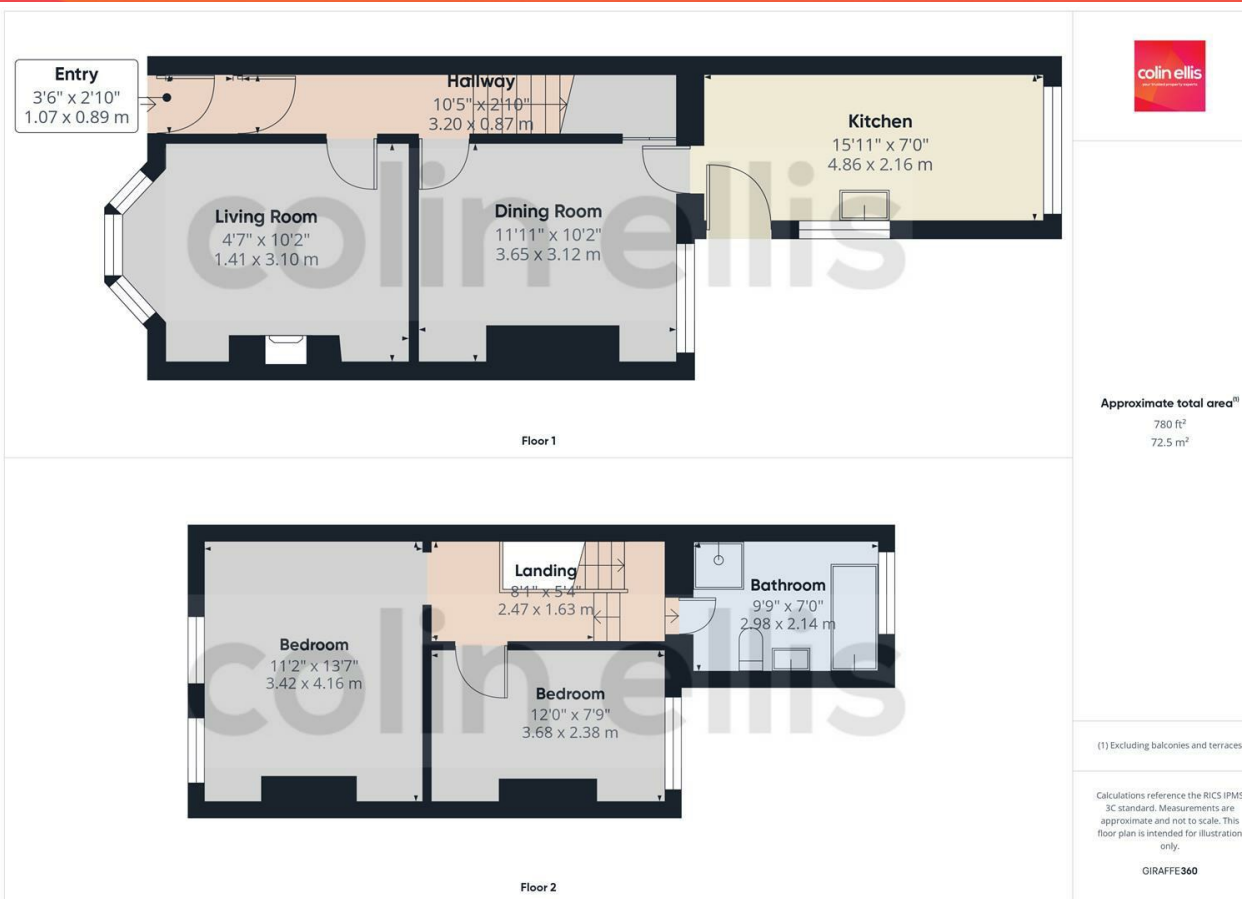 Entry
3'6" x 2'10"
1.07 x 0.89 m
Hallway
10'5" x 2'10"
3.20 x 0.87 m
Kitchen
15'11" x 7'0"
4.86 x 2.16 m
Living Room
4'7" x 10'2"
1.41 x 3.10 m
Dining Room
11'11" x 10'2"
3.65 x 3.12 m
colin ellis
Floor 1
Landing
8'1" x 5'4"
2.47 x 1.63 m
Bathroom
9'9" x 7'0"
2.98 x 2.14 m
Bedroom
11'2" x 13'7"
3.42 x 4.16 m
Bedroom
12'0" x 7'9"
3.68 x 2.38 m
colin ellis
Floor 2
colin ellis
your trusted property experts
Approximate total area(1)
780 ft²
72.5 m²
(1) Excluding balconies and terraces
Calculations reference the RICS IPMS
3C standard. Measurements are
approximate and not to scale. This
floor plan is intended for illustration
only.
GIRAFFE360